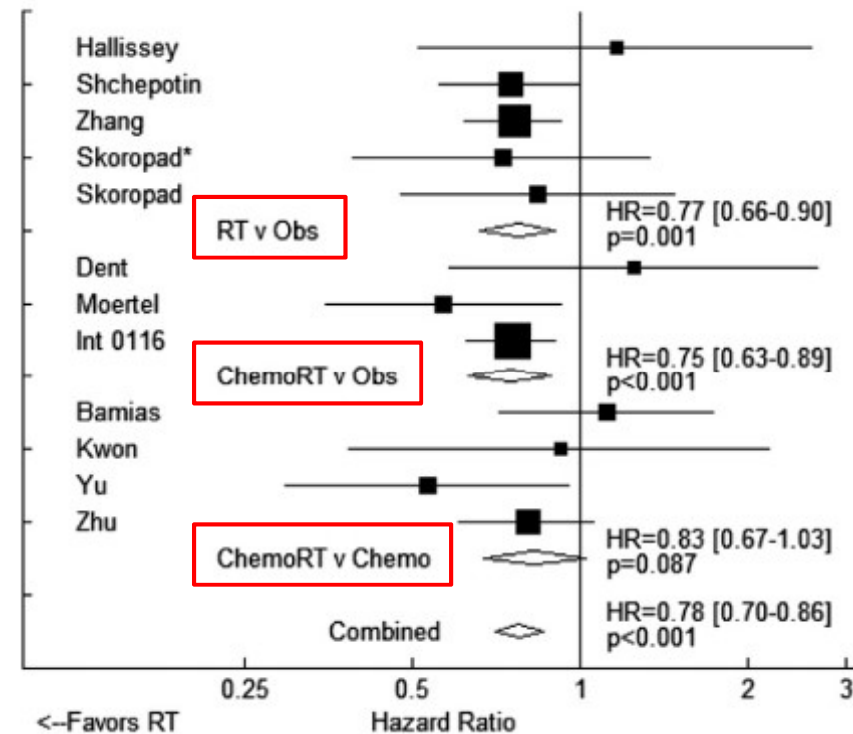 Hallissey
Shchepotin
Zhang
Skoropad*
Skoropad
RT v Obs
HR=0.77 [0.66-0.90]
p=0.001
Dent
Moertel
Int 0116
ChemoRT v Obs
HR=0.75 [0.63-0.89]
p<0.001
Bamias
Kwon
Yu
Zhu
ChemoRT v Chemo
HR=0.83 [0.67-1.03]
p=0.087
Combined
HR=0.78 [0.70-0.86]
p<0.001
0.25 0.5 1 2 3
<--Favors RT Hazard Ratio